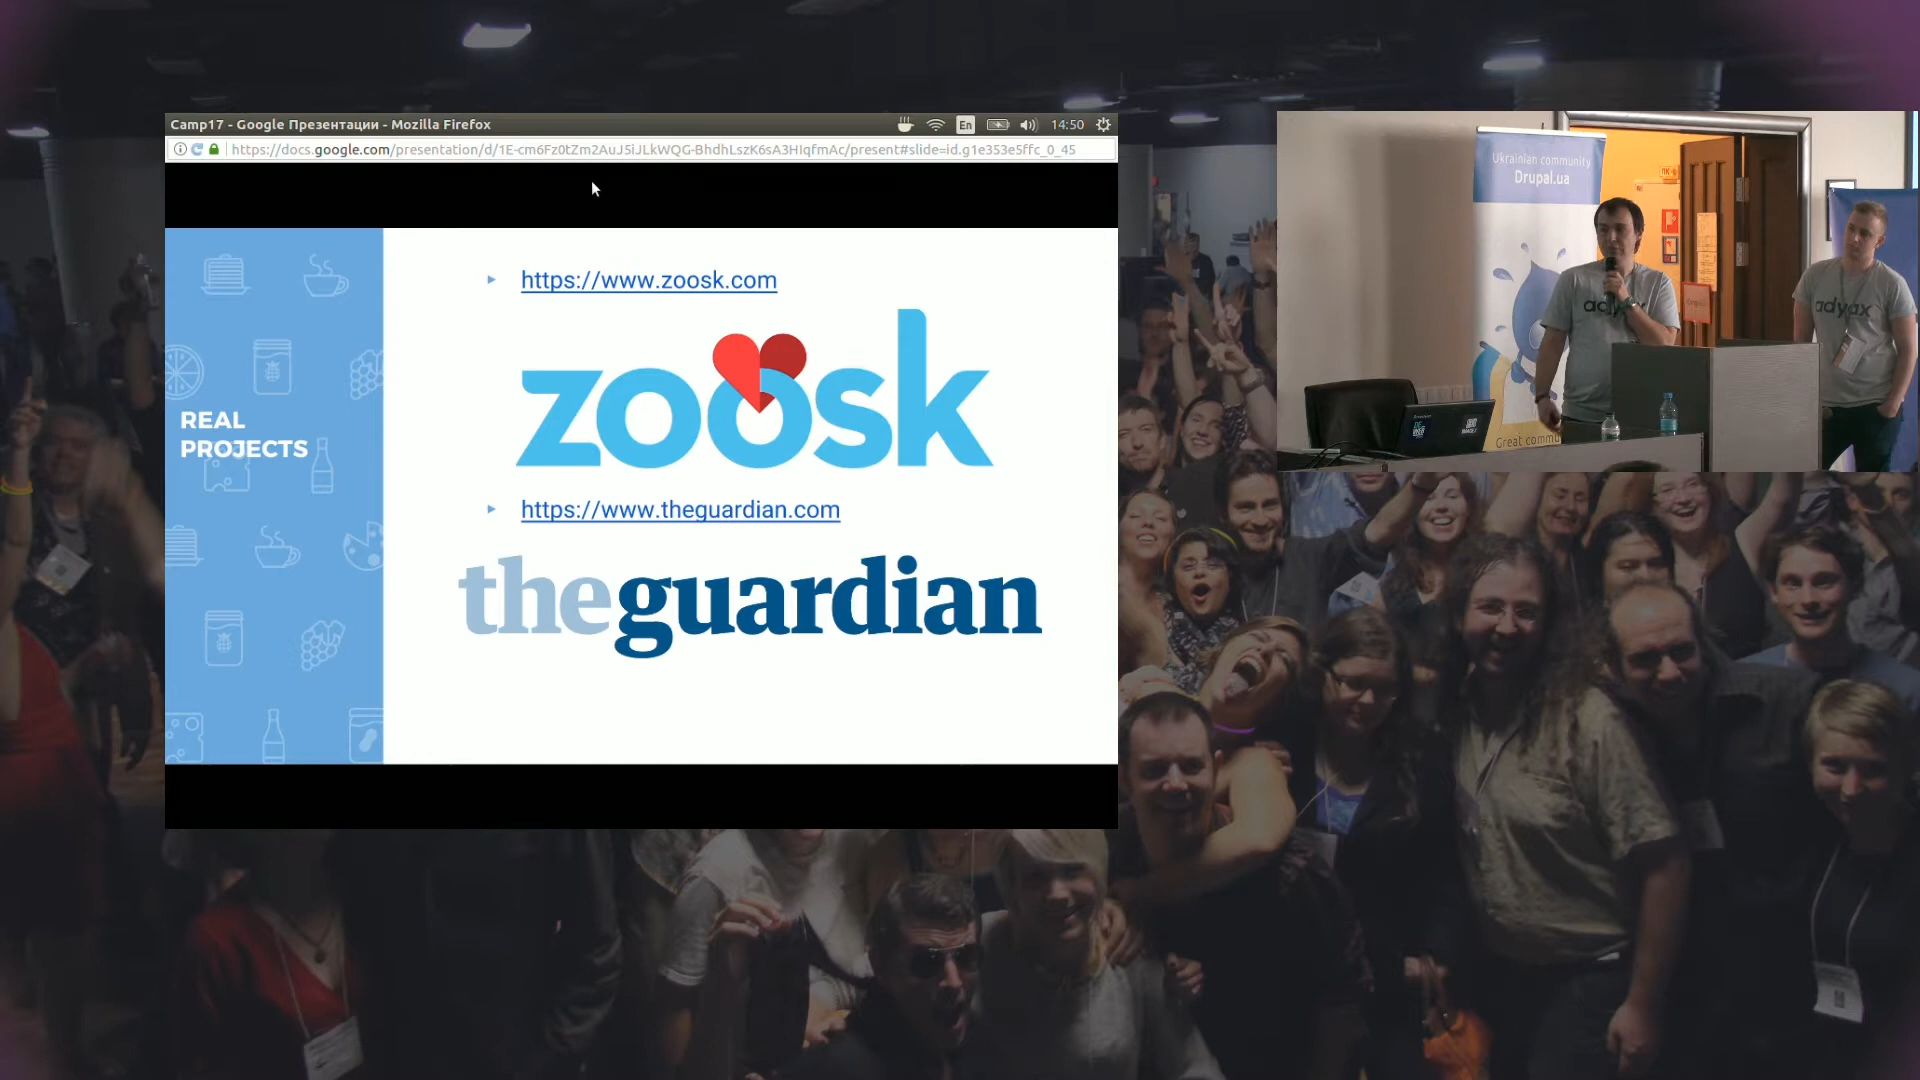 Camp17 - Google Презентации - Mozilla Firefox
En
14:50
https://docs.google.com/presentation/d/1E-cm6Fz0tZm2AuJ5iJLkWQG-BhdhLszK6sA3HIqfmAc/present#slide=id.g1e353e5ffc_0_45
REAL
PROJECTS
https://www.zoosk.com
zoosk
https://www.theguardian.com
theguardian
Ukrainian community
Drupal.ua
adyax
adyax
Great commu